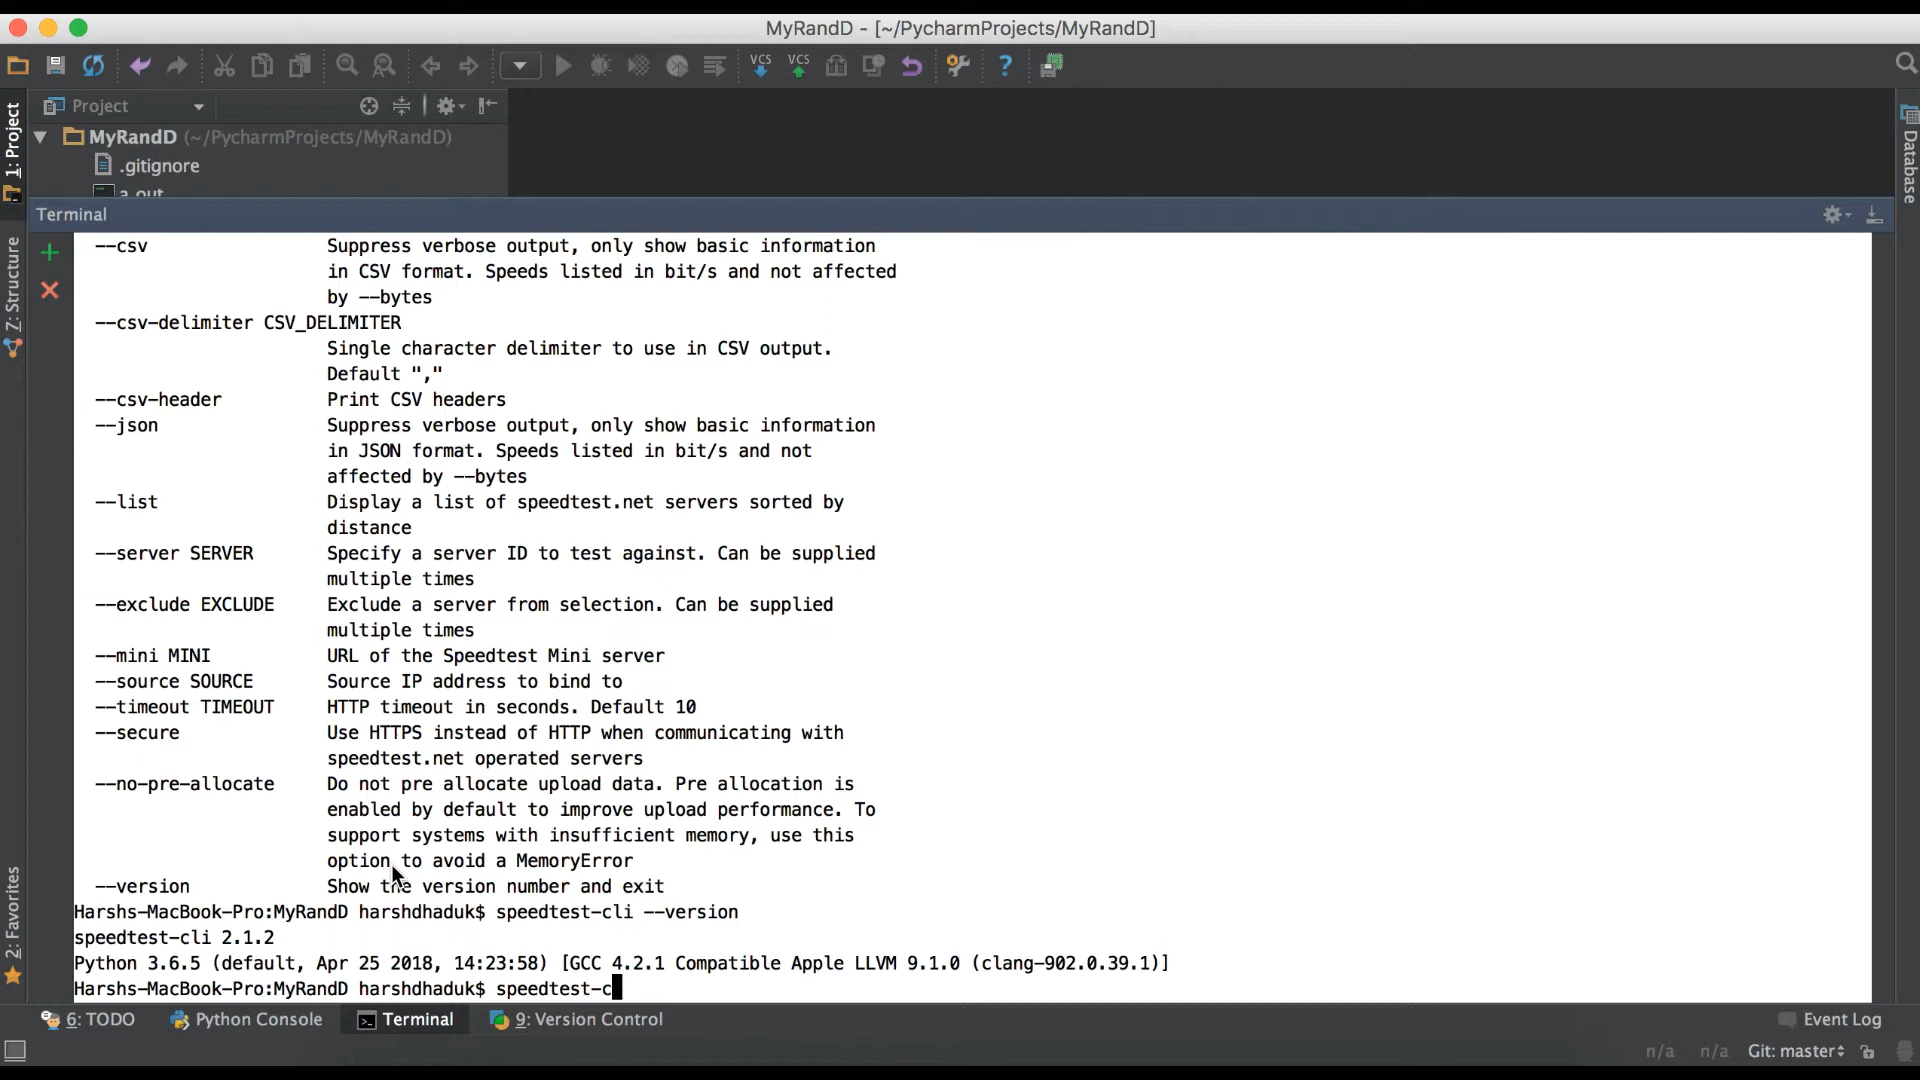 MyRandD - [~/PycharmProjects/MyRandD]
VCS VCS
Project
MyRandD (~/PycharmProjects/MyRandD)
.gitignore
a.out
1: Project
7: Structure
2: Favorites
Database
Terminal
--csv Suppress verbose output, only show basic information
in CSV format. Speeds listed in bit/s and not affected
by --bytes
--csv-delimiter CSV_DELIMITER
Single character delimiter to use in CSV output.
Default ","
--csv-header Print CSV headers
--json Suppress verbose output, only show basic information
in JSON format. Speeds listed in bit/s and not
affected by --bytes
--list Display a list of speedtest.net servers sorted by
distance
--server SERVER Specify a server ID to test against. Can be supplied
multiple times
--exclude EXCLUDE Exclude a server from selection. Can be supplied
multiple times
--mini MINI URL of the Speedtest Mini server
--source SOURCE Source IP address to bind to
--timeout TIMEOUT HTTP timeout in seconds. Default 10
--secure Use HTTPS instead of HTTP when communicating with
speedtest.net operated servers
--no-pre-allocate Do not pre allocate upload data. Pre allocation is
enabled by default to improve upload performance. To
support systems with insufficient memory, use this
option to avoid a MemoryError
--version Show the version number and exit
Harshs-MacBook-Pro:MyRandD harshdhaduk$ speedtest-cli --version
speedtest-cli 2.1.2
Python 3.6.5 (default, Apr 25 2018, 14:23:58) [GCC 4.2.1 Compatible Apple LLVM 9.1.0 (clang-902.0.39.1)]
Harshs-MacBook-Pro:MyRandD harshdhaduk$ speedtest-c
6: TODO Python Console Terminal 9: Version Control Event Log
n/a n/a Git: master